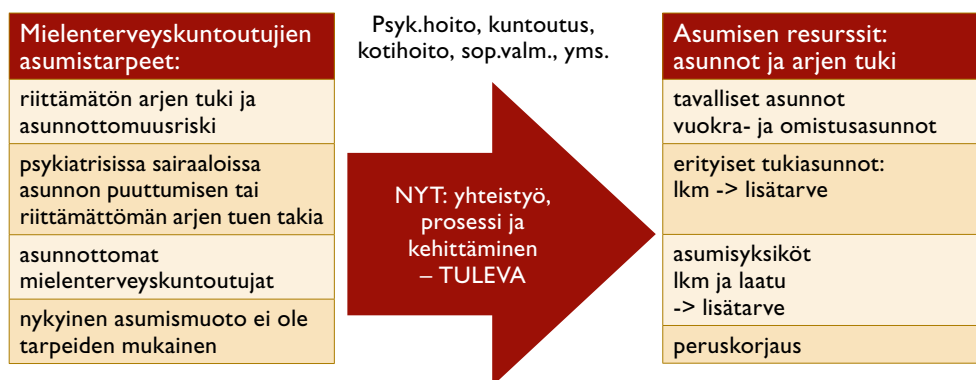 Mielenterveyskuntoutujien
asumistarpeet:
riittämätön arjen tuki ja
asunnottomuusriski
psykiatrisissa sairaaloissa
asunnon puuttumisen tai
riittämättömän arjen tuen takia
asunnottomat
mielenterveyskuntoutujat
nykyinen asumismuoto ei ole
tarpeiden mukainen
Psyk.hoito, kuntoutus,
kotihoito, sop.valm., yms.
NYT: yhteistyö,
prosessi ja
kehittäminen
– TULEVA
Asumisen resurssit:
asunnot ja arjen tuki
tavalliset asunnot
vuokra- ja omistusasunnot
erityiset tukiasunnot:
lkm -> lisätarve
asumisyksiköt
lkm ja laatu
-> lisätarve
peruskorjaus